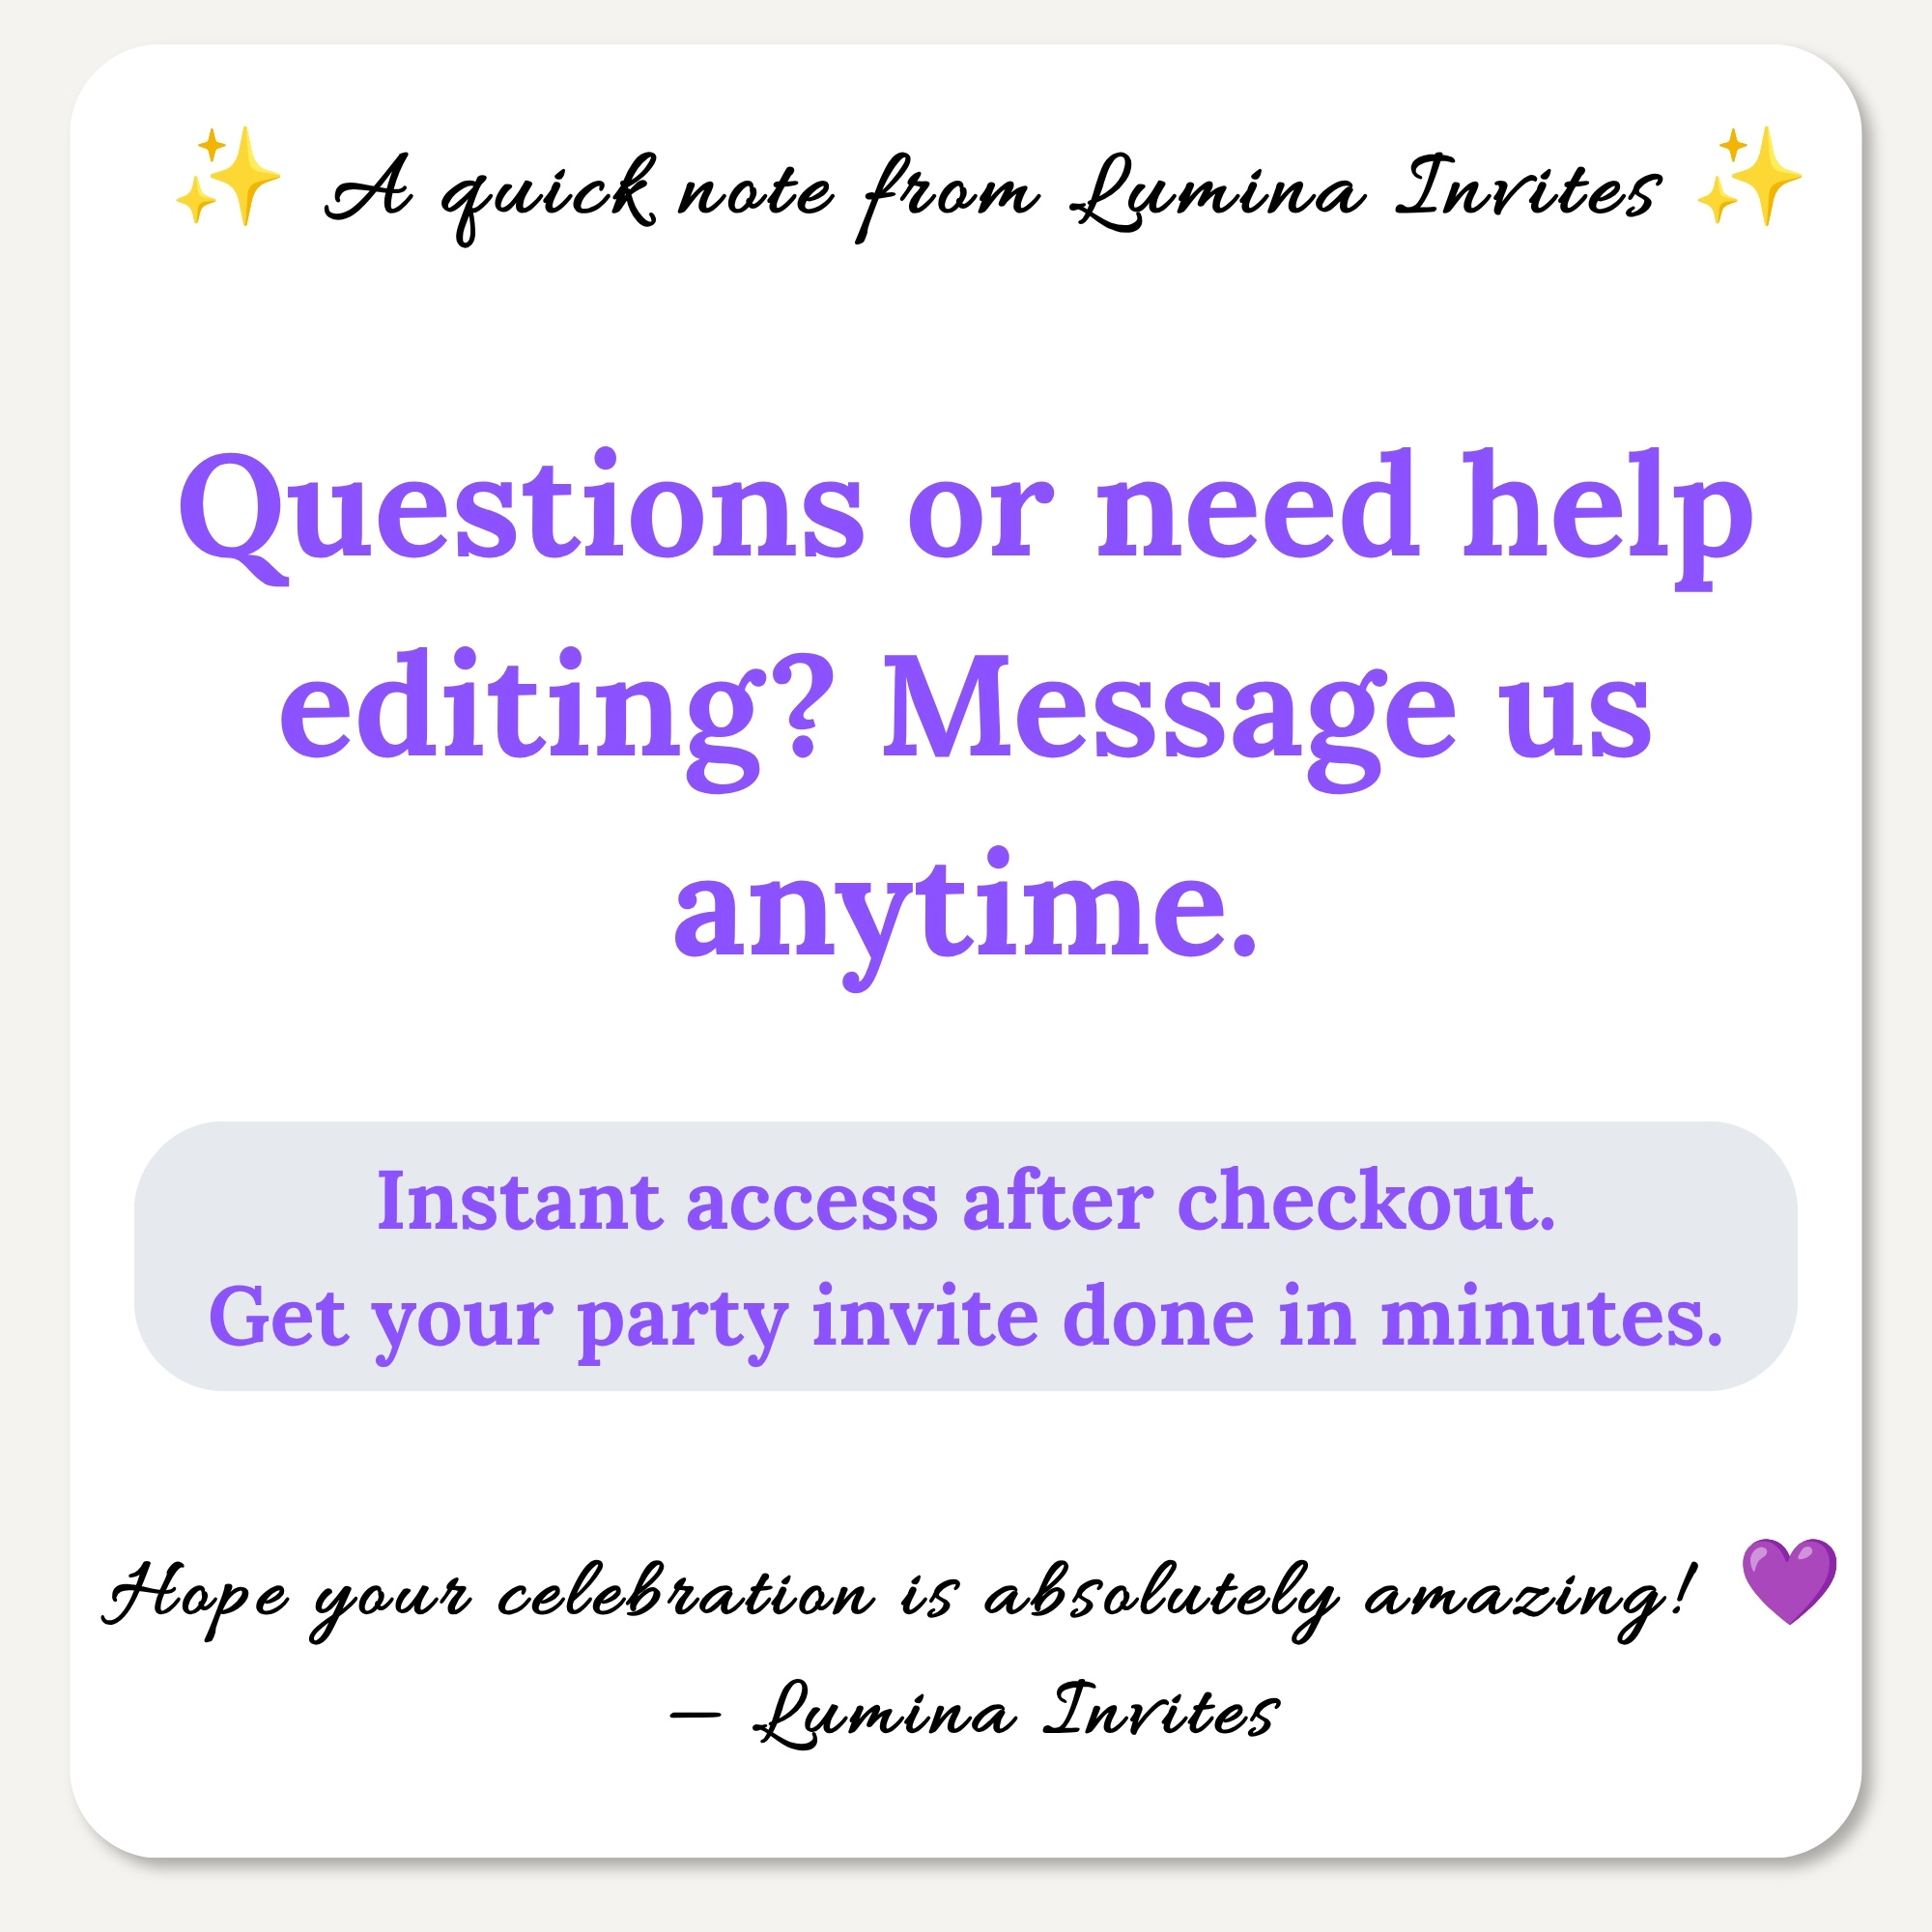 ✨ A quick note from Lumina Invites ✨
Questions or need help
editing? Message us
anytime.
Instant access after checkout.
Get your party invite done in minutes.
Hope your celebration is absolutely amazing! 💜
— Lumina Invites